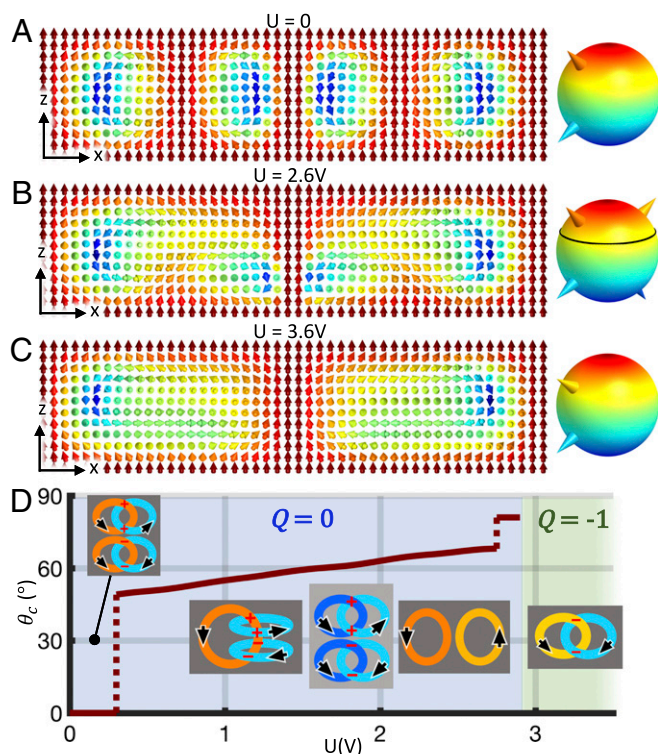 A
U = 0
z
x
B
U = 2.6V
z
x
C
U = 3.6V
z
x
D
90
60
30
0
θc (°)
Q = 0
Q = -1
+
+
−
−
+
+
−
−
+
+
−
−
−
−
0
1
2
3
U(V)